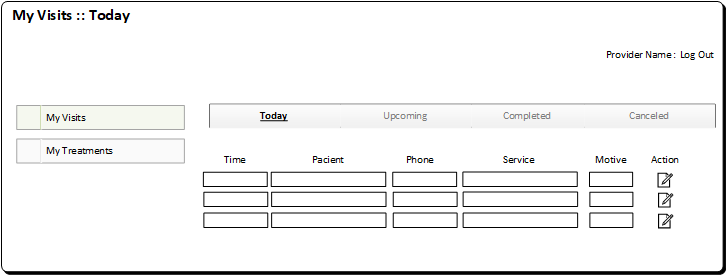 My Visits :: Today
Provider Name : Log Out
My Visits
My Treatments
Today Upcoming Completed Canceled
Time Pacient Phone Service Motive Action